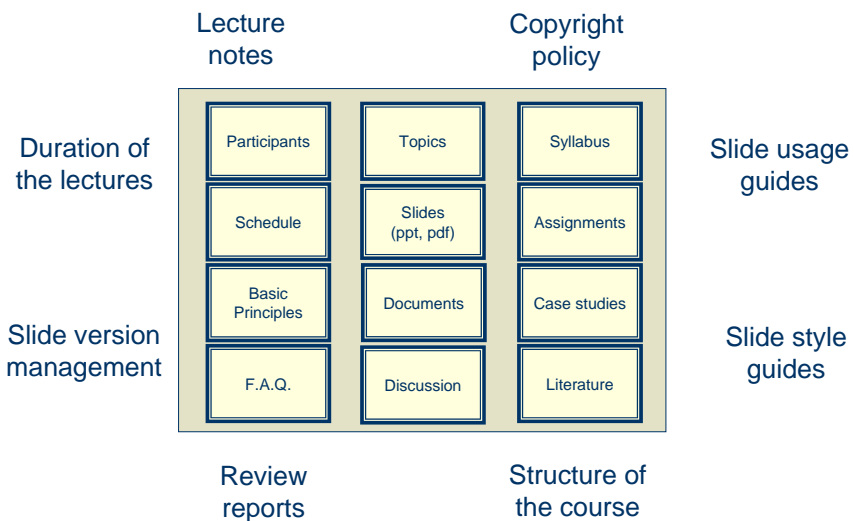 Lecture
notes
Copyright
policy
Duration of
the lectures
Participants
Topics
Syllabus
Slide usage
guides
Schedule
Slides
(ppt, pdf)
Assignments
Slide version
management
Basic
Principles
Documents
Case studies
Slide style
guides
F.A.Q.
Discussion
Literature
Review
reports
Structure of
the course